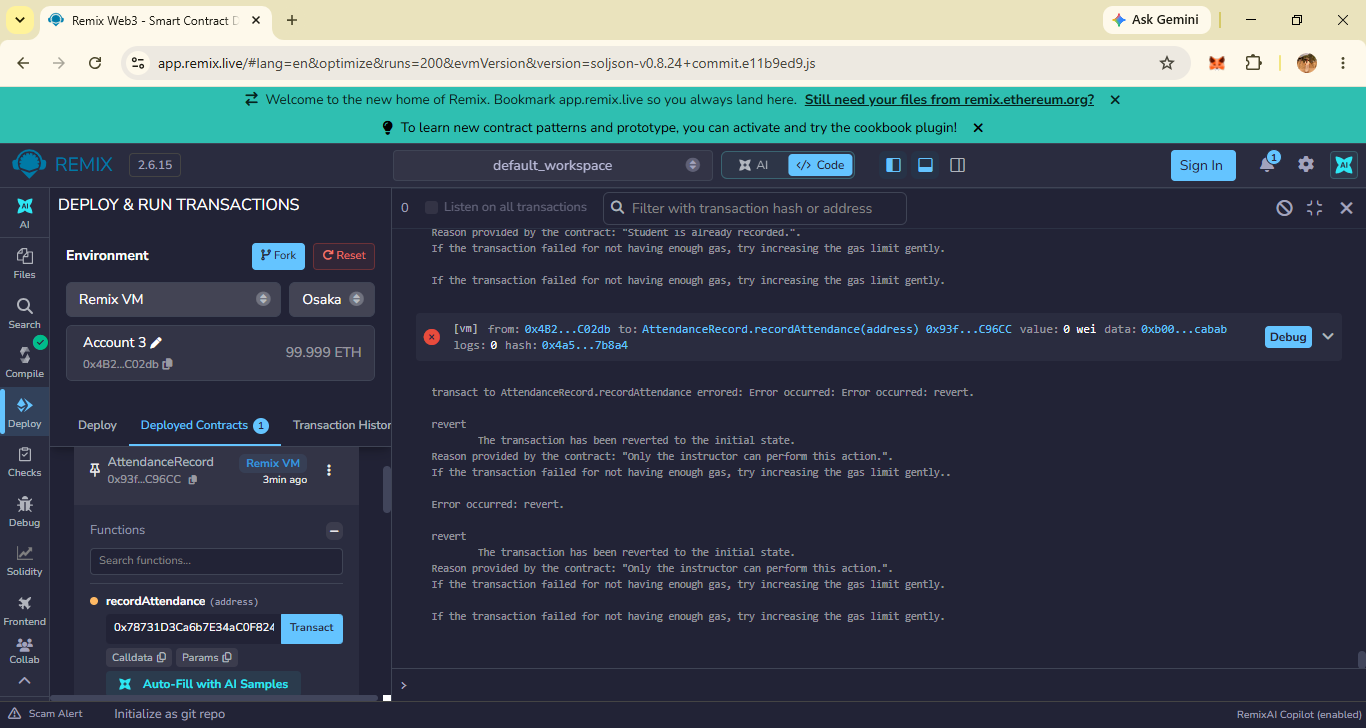 Remix Web3 - Smart Contract D
Ask Gemini
app.remix.live/#lang=en&optimize&runs=200&evmVersion&version=soljson-v0.8.24+commit.e11b9ed9.js
Welcome to the new home of Remix. Bookmark app.remix.live so you always land here. Still need your files from remix.ethereum.org?
To learn new contract patterns and prototype, you can activate and try the cookbook plugin!
REMIX 2.6.15
default_workspace
AI
</> Code
Sign In
1
AI
AI
Files
Search
Compile
Deploy
Checks
Debug
Solidity
Frontend
Collab
DEPLOY & RUN TRANSACTIONS
Environment
Fork
Reset
Remix VM
Osaka
Account 3
0x4B2...C02db
99.999 ETH
Deploy
Deployed Contracts 1
Transaction Histor
AttendanceRecord
Remix VM
0x93f...C96CC
3min ago
Functions
Search functions...
recordAttendance (address)
0x78731D3Ca6b7E34aC0F824
Transact
Calldata
Params
Auto-Fill with AI Samples
0
Listen on all transactions
Filter with transaction hash or address
Reason provided by the contract: "Student is already recorded.".
If the transaction failed for not having enough gas, try increasing the gas limit gently.
If the transaction failed for not having enough gas, try increasing the gas limit gently.
[vm] from: 0x4B2...C02db to: AttendanceRecord.recordAttendance(address) 0x93f...C96CC value: 0 wei data: 0xb00...cabab
logs: 0 hash: 0x4a5...7b8a4
Debug
transact to AttendanceRecord.recordAttendance errored: Error occurred: Error occurred: revert.
revert
The transaction has been reverted to the initial state.
Reason provided by the contract: "Only the instructor can perform this action.".
If the transaction failed for not having enough gas, try increasing the gas limit gently..
Error occurred: revert.
revert
The transaction has been reverted to the initial state.
Reason provided by the contract: "Only the instructor can perform this action.".
If the transaction failed for not having enough gas, try increasing the gas limit gently.
If the transaction failed for not having enough gas, try increasing the gas limit gently.
>
Scam Alert
Initialize as git repo
RemixAI Copilot (enabled)